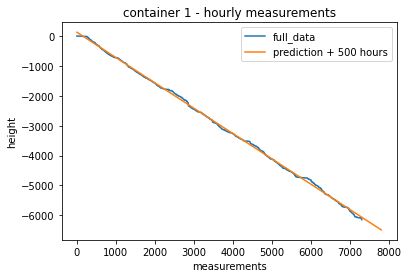 container 1 - hourly measurements
full_data
prediction + 500 hours
height
0
−1000
−2000
−3000
−4000
−5000
−6000
0 1000 2000 3000 4000 5000 6000 7000 8000
measurements